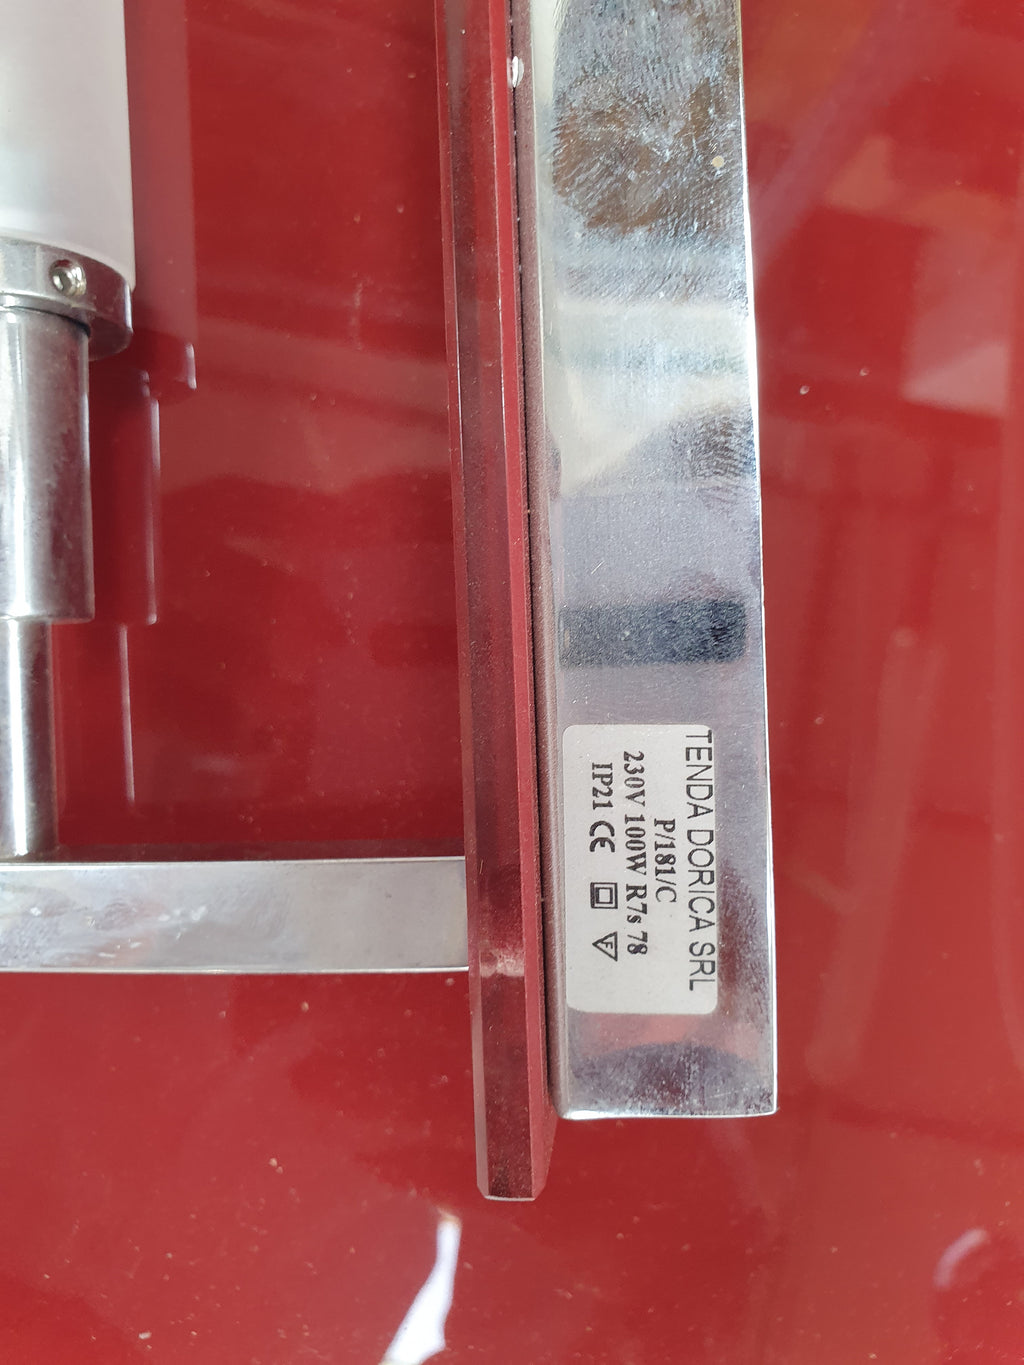 TENDA DORICA SRL
P/181/C
230V 100W R7s 78
IP21 CE F